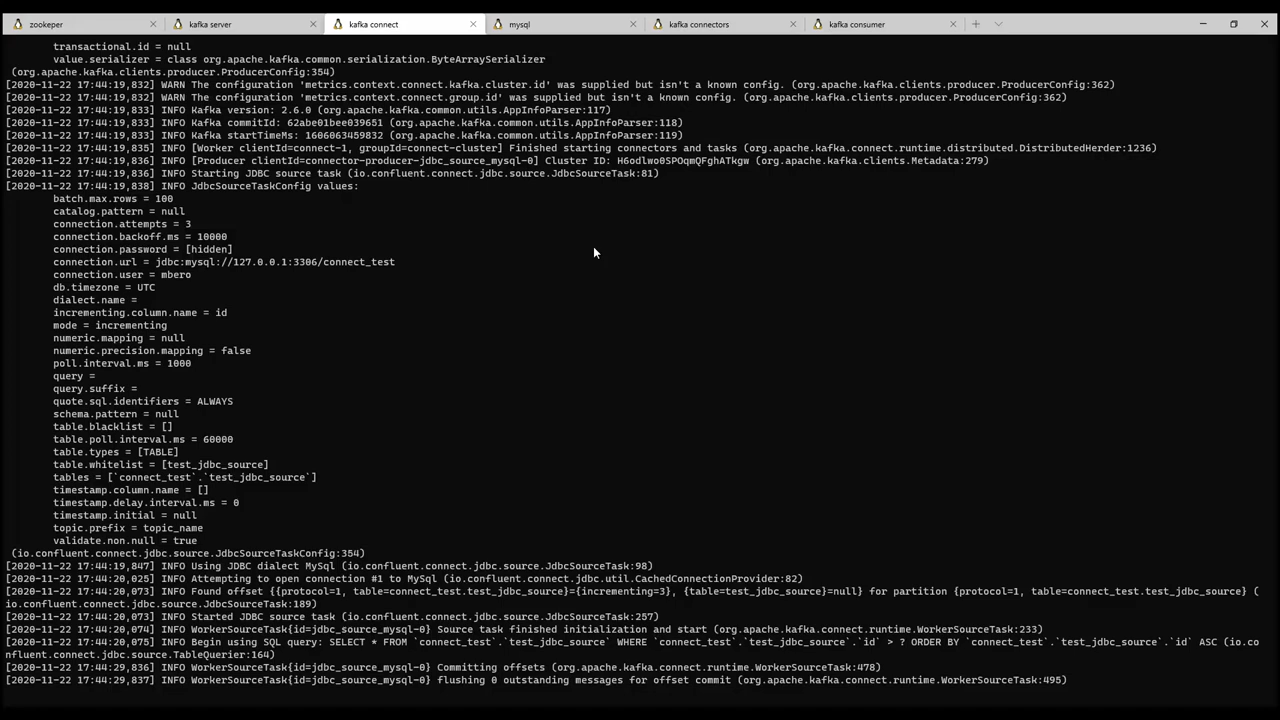 zookeper
kafka server
kafka connect
mysql
kafka connectors
kafka consumer
transactional.id = null
value.serializer = class org.apache.kafka.common.serialization.ByteArraySerializer
(org.apache.kafka.clients.producer.ProducerConfig:354)
[2020-11-22 17:44:19,832] WARN The configuration 'metrics.context.connect.kafka.cluster.id' was supplied but isn't a known config. (org.apache.kafka.clients.producer.ProducerConfig:362)
[2020-11-22 17:44:19,832] WARN The configuration 'metrics.context.connect.group.id' was supplied but isn't a known config. (org.apache.kafka.clients.producer.ProducerConfig:362)
[2020-11-22 17:44:19,833] INFO Kafka version: 2.6.0 (org.apache.kafka.common.utils.AppInfoParser:117)
[2020-11-22 17:44:19,833] INFO Kafka commitId: 62abe01bee039651 (org.apache.kafka.common.utils.AppInfoParser:118)
[2020-11-22 17:44:19,833] INFO Kafka startTimeMs: 1606063459832 (org.apache.kafka.common.utils.AppInfoParser:119)
[2020-11-22 17:44:19,835] INFO [Worker clientId=connect-1, groupId=connect-cluster] Finished starting connectors and tasks (org.apache.kafka.connect.runtime.distributed.DistributedHerder:1236)
[2020-11-22 17:44:19,836] INFO [Producer clientId=connector-producer-jdbc_source_mysql-0] Cluster ID: H6odlwo0SPOqmQFghATkgw (org.apache.kafka.clients.Metadata:279)
[2020-11-22 17:44:19,836] INFO Starting JDBC source task (io.confluent.connect.jdbc.source.JdbcSourceTask:81)
[2020-11-22 17:44:19,838] INFO JdbcSourceTaskConfig values:
batch.max.rows = 100
catalog.pattern = null
connection.attempts = 3
connection.backoff.ms = 10000
connection.password = [hidden]
connection.url = jdbc:mysql://127.0.0.1:3306/connect_test
connection.user = mbero
db.timezone = UTC
dialect.name =
incrementing.column.name = id
mode = incrementing
numeric.mapping = null
numeric.precision.mapping = false
poll.interval.ms = 1000
query =
query.suffix =
quote.sql.identifiers = ALWAYS
schema.pattern = null
table.blacklist = []
table.poll.interval.ms = 60000
table.types = [TABLE]
table.whitelist = [test_jdbc_source]
tables = [`connect_test`.`test_jdbc_source`]
timestamp.column.name = []
timestamp.delay.interval.ms = 0
timestamp.initial = null
topic.prefix = topic_name
validate.non.null = true
(io.confluent.connect.jdbc.source.JdbcSourceTaskConfig:354)
[2020-11-22 17:44:19,847] INFO Using JDBC dialect MySql (io.confluent.connect.jdbc.source.JdbcSourceTask:98)
[2020-11-22 17:44:20,025] INFO Attempting to open connection #1 to MySql (io.confluent.connect.jdbc.util.CachedConnectionProvider:82)
[2020-11-22 17:44:20,073] INFO Found offset {{protocol=1, table=connect_test.test_jdbc_source}={incrementing=3}, {table=test_jdbc_source}=null} for partition {protocol=1, table=connect_test.test_jdbc_source} (
io.confluent.connect.jdbc.source.JdbcSourceTask:189)
[2020-11-22 17:44:20,073] INFO Started JDBC source task (io.confluent.connect.jdbc.source.JdbcSourceTask:257)
[2020-11-22 17:44:20,074] INFO WorkerSourceTask{id=jdbc_source_mysql-0} Source task finished initialization and start (org.apache.kafka.connect.runtime.WorkerSourceTask:233)
[2020-11-22 17:44:20,075] INFO Begin using SQL query: SELECT * FROM `connect_test`.`test_jdbc_source` WHERE `connect_test`.`test_jdbc_source`.`id` > ? ORDER BY `connect_test`.`test_jdbc_source`.`id` ASC (io.co
nfluent.connect.jdbc.source.TableQuerier:164)
[2020-11-22 17:44:29,836] INFO WorkerSourceTask{id=jdbc_source_mysql-0} Committing offsets (org.apache.kafka.connect.runtime.WorkerSourceTask:478)
[2020-11-22 17:44:29,837] INFO WorkerSourceTask{id=jdbc_source_mysql-0} flushing 0 outstanding messages for offset commit (org.apache.kafka.connect.runtime.WorkerSourceTask:495)